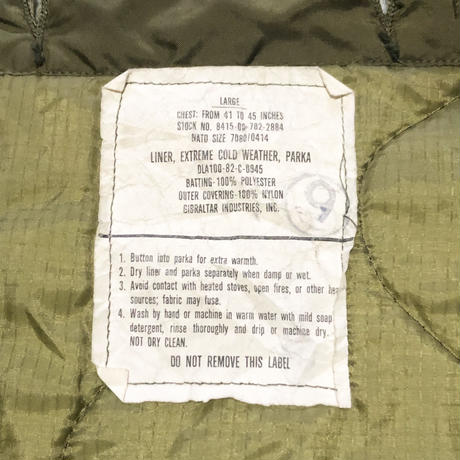 LARGE
CHEST: FROM 41 TO 45 INCHES
STOCK NO. 8415-00-782-2884
NATO SIZE 7080/0414
LINER, EXTREME COLD WEATHER, PARKA
DLA100-82-C-0945
BATTING-100% POLYESTER
OUTER COVERING-100% NYLON
GIBRALTAR INDUSTRIES, INC.
9
1. Button into parka for extra warmth.
2. Dry liner and parka separately when damp or wet.
3. Avoid contact with heated stoves, open fires, or other hea
sources; fabric may fuse.
4. Wash by hand or machine in warm water with mild soap
detergent, rinse thoroughly and drip or machine dry.
NOT DRY CLEAN.
DO NOT REMOVE THIS LABEL